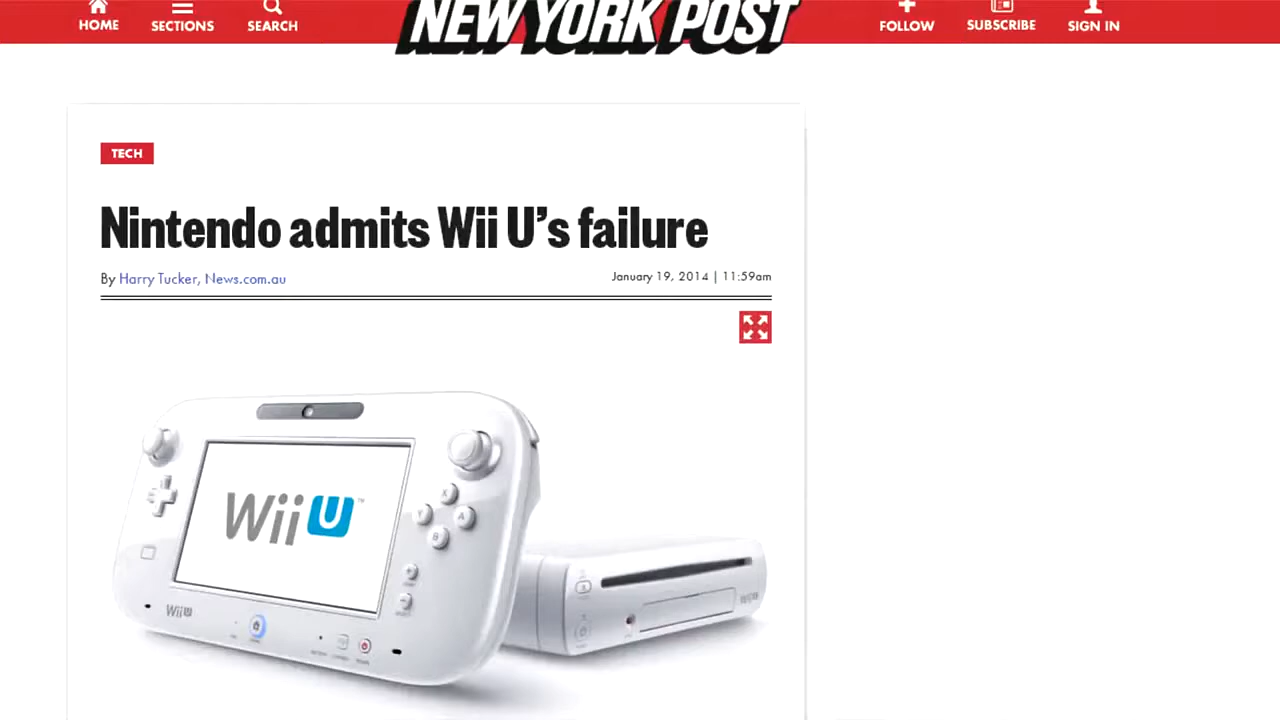 HOME
SECTIONS
SEARCH
NEW YORK POST
FOLLOW
SUBSCRIBE
SIGN IN
TECH
Nintendo admits Wii U's failure
By Harry Tucker, News.com.au
January 19, 2014 | 11:59am
Wii U™
X
Y
A
B
Wii U
Wii U